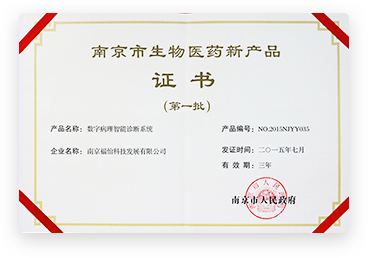 南京市生物医药新产品
证书
(第一批)
产品名称: 数字病理智能诊断系统
产品编号: NO.2015NJYY035
企业名称: 南京福怡科技发展有限公司
发证时间: 二〇一五年七月
有效期: 三年
南京市人民政府